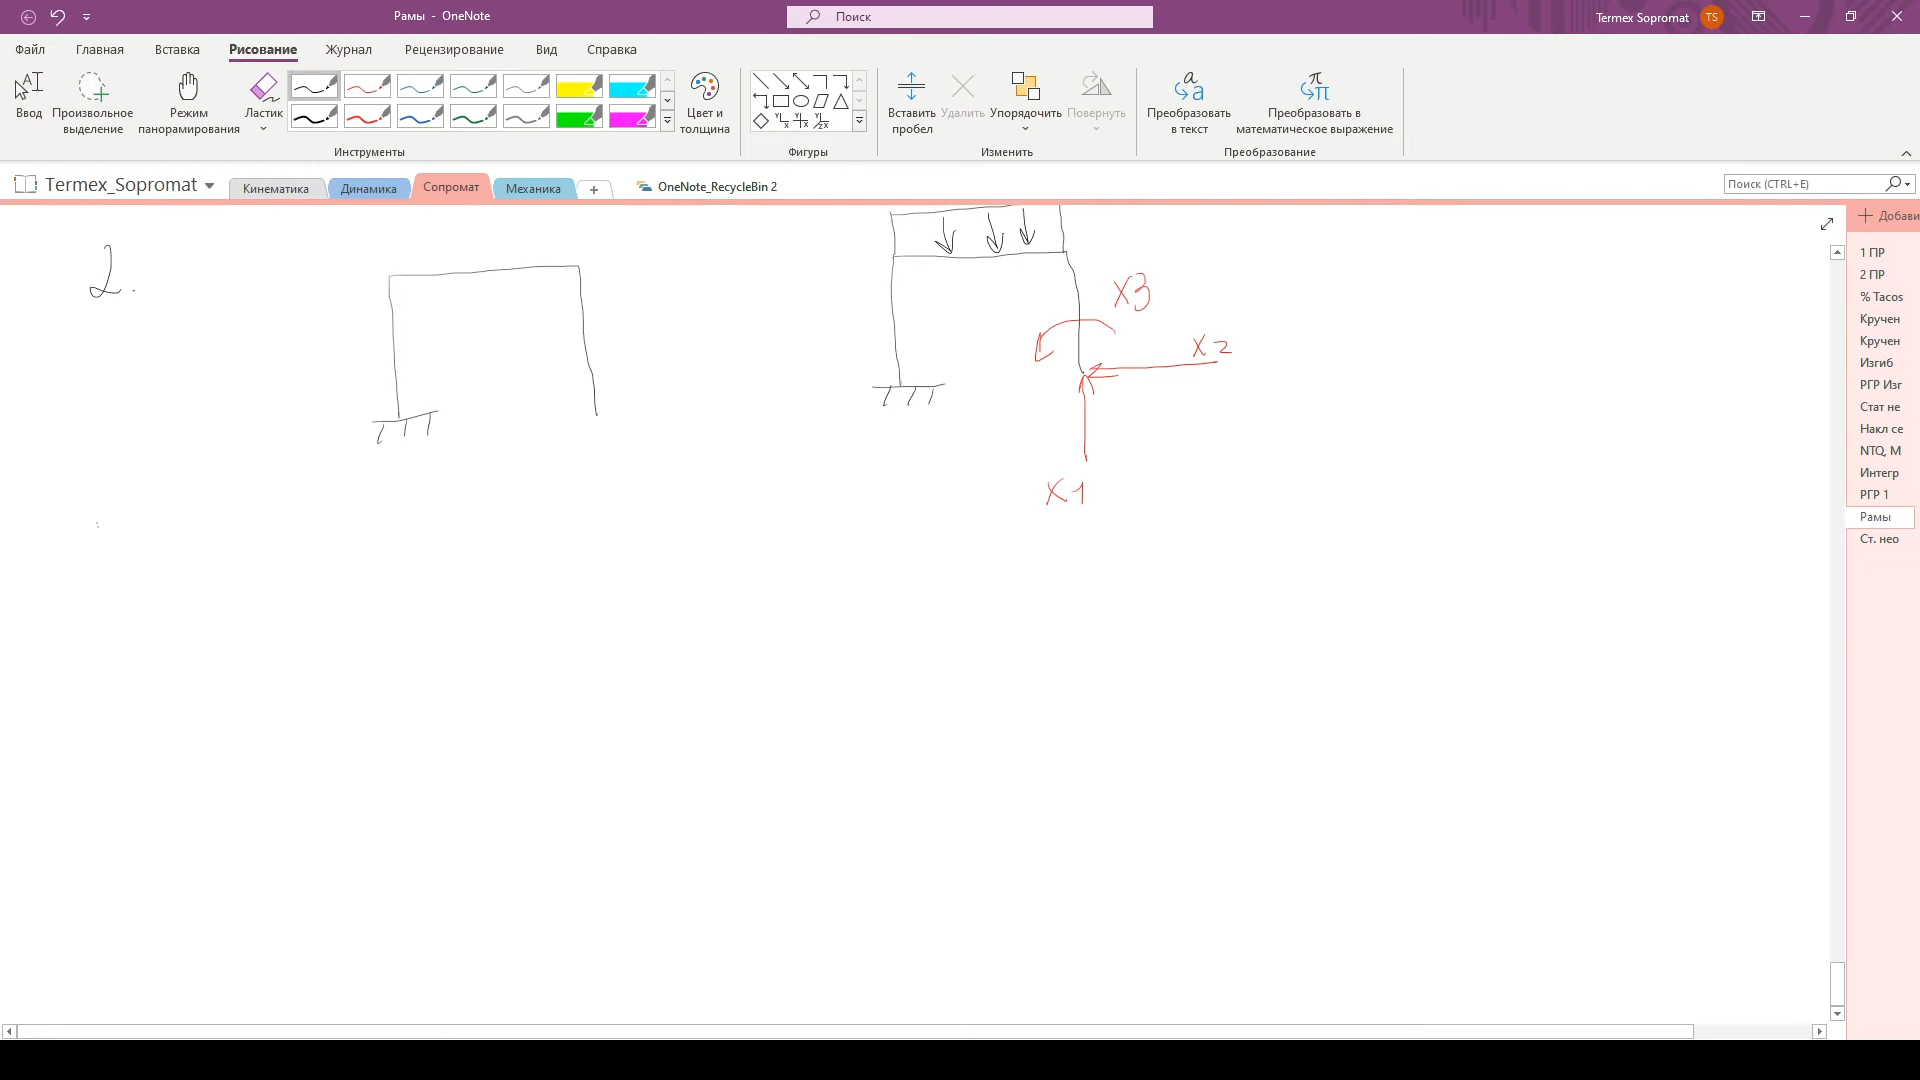 Рамы - OneNote
Поиск
Termex Sopromat
TS
Файл
Главная
Вставка
Рисование
Журнал
Рецензирование
Вид
Справка
Ввод
Произвольное выделение
Режим панорамирования
Ластик
Цвет и толщина
Вставить пробел
Удалить
Упорядочить
Повернуть
Преобразовать в текст
Преобразовать в математическое выражение
Инструменты
Фигуры
Изменить
Преобразование
Termex_Sopromat
Кинематика
Динамика
Сопромат
Механика
OneNote_RecycleBin 2
Поиск (CTRL+E)
Добави
1 ПР
2 ПР
% Tacos
Кручен
Кручен
Изгиб
РГР Изг
Стат не
Накл се
NTQ, M
Интегр
РГР 1
Рамы
Ст. нео
2.
X3
X2
X1